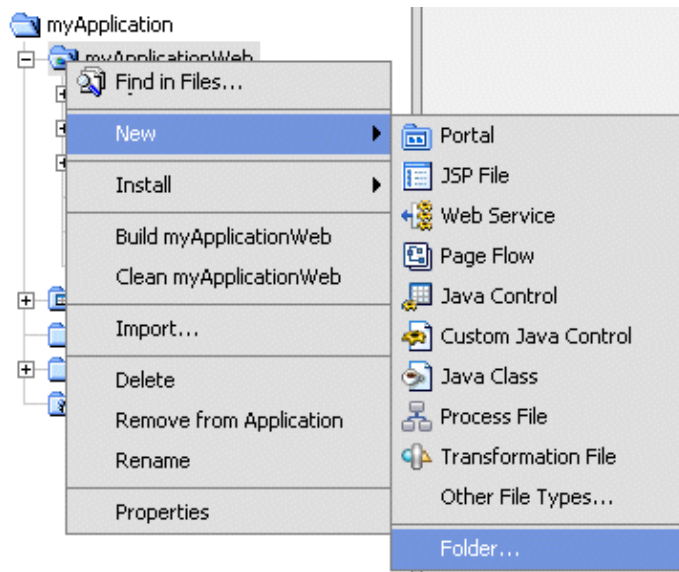 myApplication
myApplicationWeb
Find in Files...
New
Install
Build myApplicationWeb
Clean myApplicationWeb
Import...
Delete
Remove from Application
Rename
Properties
Portal
JSP File
Web Service
Page Flow
Java Control
Custom Java Control
Java Class
Process File
Transformation File
Other File Types...
Folder...